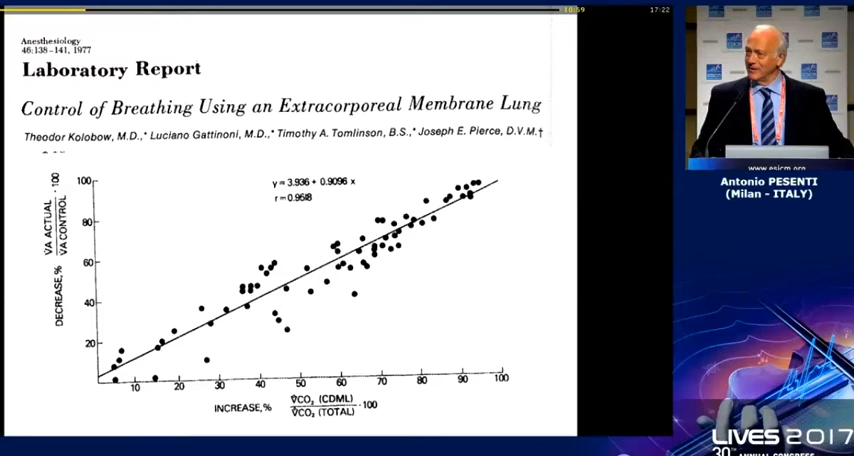 10:59
17:22
Anesthesiology
46:138-141, 1977
Laboratory Report
Control of Breathing Using an Extracorporeal Membrane Lung
Theodor Kolobow, M.D.,* Luciano Gattinoni, M.D.,* Timothy A. Tomlinson, B.S.,* Joseph E. Pierce, D.V.M.†
y = 3.936 + 0.9096 x
r = 0.9618
DECREASE,% V̇A ACTUAL / V̇A CONTROL · 100
100
80
60
40
20
10 20 30 40 50 60 70 80 90 100
INCREASE,% V̇CO₂ (CDML) / V̇CO₂ (TOTAL) · 100
www.esicm.org
Antonio PESENTI
(Milan - ITALY)
LIVES 2017
30TH ANNUAL CONGRESS